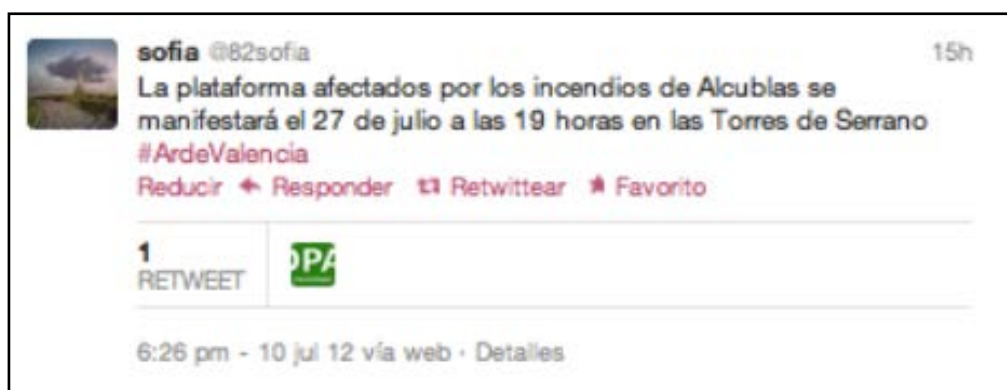 sofia @82sofia 15h
La plataforma afectados por los incendios de Alcublas se
manifestará el 27 de julio a las 19 horas en las Torres de Serrano
#ArdeValencia
Reducir Responder Retwittear Favorito
1
RETWEET
OPA
6:26 pm - 10 jul 12 vía web · Detalles